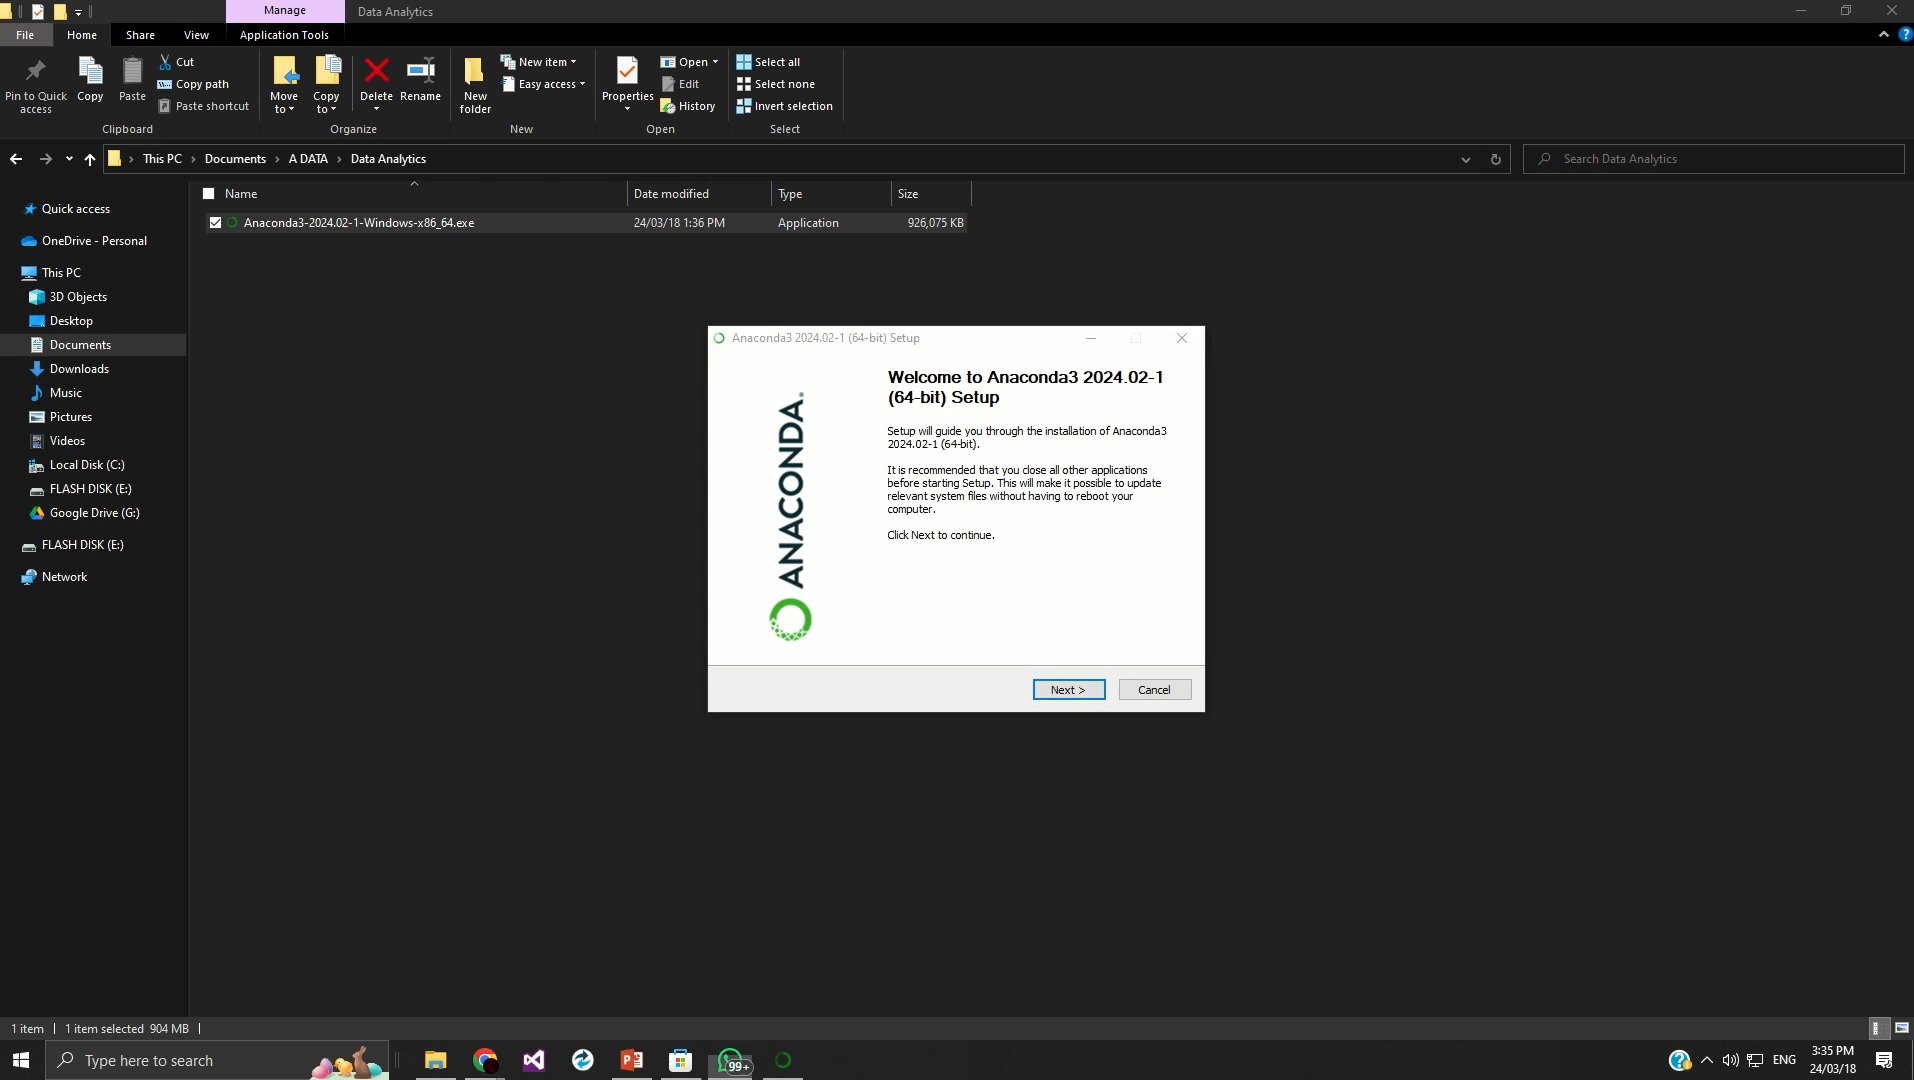 Manage
Data Analytics
File
Home
Share
View
Application Tools
Pin to Quick
access
Copy
Paste
Cut
Copy path
Paste shortcut
Clipboard
Move
to
Copy
to
Delete
Rename
Organize
New
folder
New item
Easy access
New
Properties
Open
Edit
History
Open
Select all
Select none
Invert selection
Select
This PC › Documents › A DATA › Data Analytics
Search Data Analytics
Name
Date modified
Type
Size
Anaconda3-2024.02-1-Windows-x86_64.exe
24/03/18 1:36 PM
Application
926,075 KB
Quick access
OneDrive - Personal
This PC
3D Objects
Desktop
Documents
Downloads
Music
Pictures
Videos
Local Disk (C:)
FLASH DISK (E:)
Google Drive (G:)
FLASH DISK (E:)
Network
Anaconda3 2024.02-1 (64-bit) Setup
ANACONDA.
Welcome to Anaconda3 2024.02-1
(64-bit) Setup
Setup will guide you through the installation of Anaconda3
2024.02-1 (64-bit).
It is recommended that you close all other applications
before starting Setup. This will make it possible to update
relevant system files without having to reboot your
computer.
Click Next to continue.
Next >
Cancel
1 item
1 item selected 904 MB
Type here to search
99+
ENG
3:35 PM
24/03/18